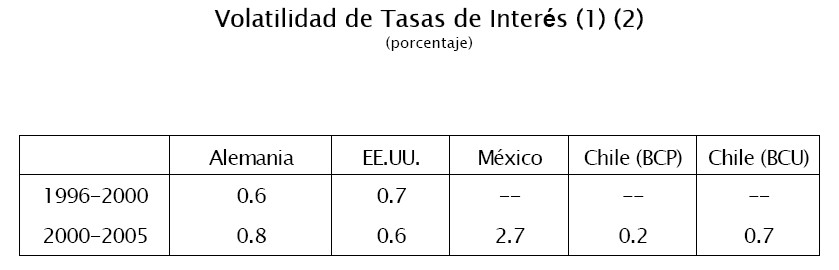 Volatilidad de Tasas de Interés (1) (2)
(porcentaje)
Alemania EE.UU. México Chile (BCP) Chile (BCU)
1996-2000 0.6 0.7 -- -- --
2000-2005 0.8 0.6 2.7 0.2 0.7